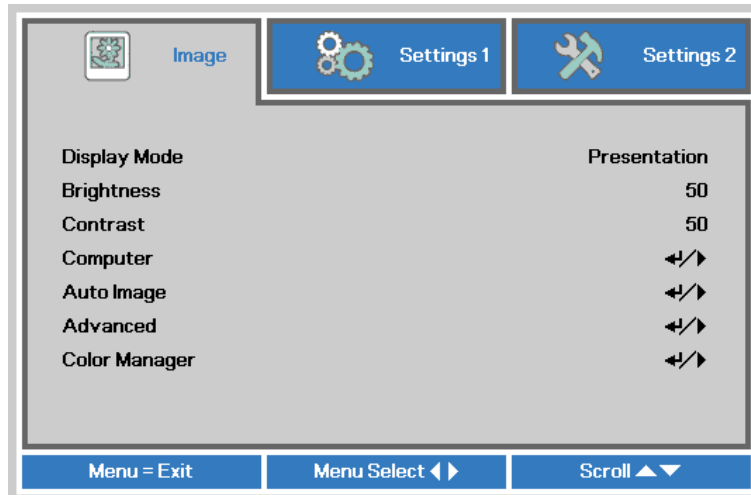 Image Settings 1 Settings 2
Display Mode Presentation
Brightness 50
Contrast 50
Computer ↵/▶
Auto Image ↵/▶
Advanced ↵/▶
Color Manager ↵/▶
Menu = Exit Menu Select ◀ ▶ Scroll ▲▼